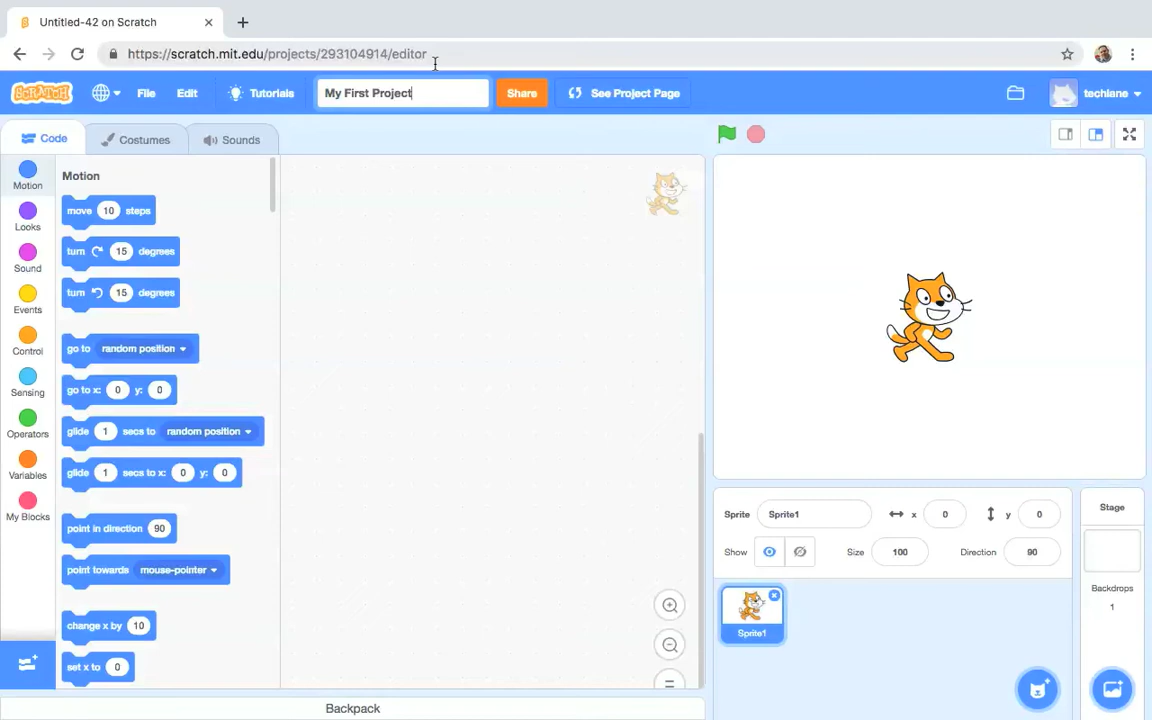 Untitled-42 on Scratch
https://scratch.mit.edu/projects/293104914/editor
SCRATCH File Edit Tutorials My First Project Share See Project Page techlane
Code Costumes Sounds
Motion
Looks
Sound
Events
Control
Sensing
Operators
Variables
My Blocks
Motion
move 10 steps
turn 15 degrees
turn 15 degrees
go to random position
go to x: 0 y: 0
glide 1 secs to random position
glide 1 secs to x: 0 y: 0
point in direction 90
point towards mouse-pointer
change x by 10
set x to 0
Sprite Sprite1 x 0 y 0
Show Size 100 Direction 90
Sprite1
Stage
Backdrops
1
Backpack